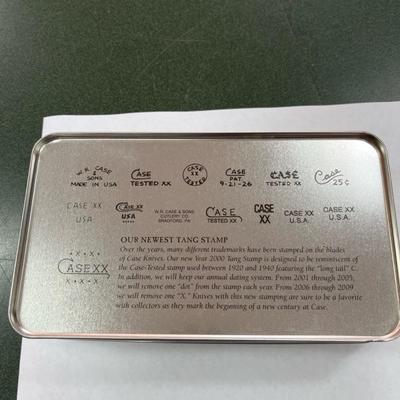 W.R. CASE
& SONS
MADE IN USA
CASE
TESTED XX
CASE
XX
TESTED
CASE
PAT.
9-21-26
CASE
TESTED XX
Case
25¢
CASE XX
USA
CASE XX
USA
W.R. CASE & SONS
CUTLERY CO.
BRADFORD, PA
CASE
TESTED XX
CASE
XX
CASE XX
U.S.A.
CASE XX
U.S.A.
OUR NEWEST TANG STAMP
Over the years, many different trademarks have been stamped on the blades
of Case Knives. Our new Year 2000 Tang Stamp is designed to be reminiscent of
the Case-Tested stamp used between 1920 and 1940 featuring the "long tail" C.
In addition, we will keep our annual dating system. From 2001 through 2005,
we will remove one "dot" from the stamp each year. From 2006 through 2009
we will remove one "X." Knives with this new stamping are sure to be a favorite
with collectors as they mark the beginning of a new century at Case.
•X•X•
CASE XX
X•X•X